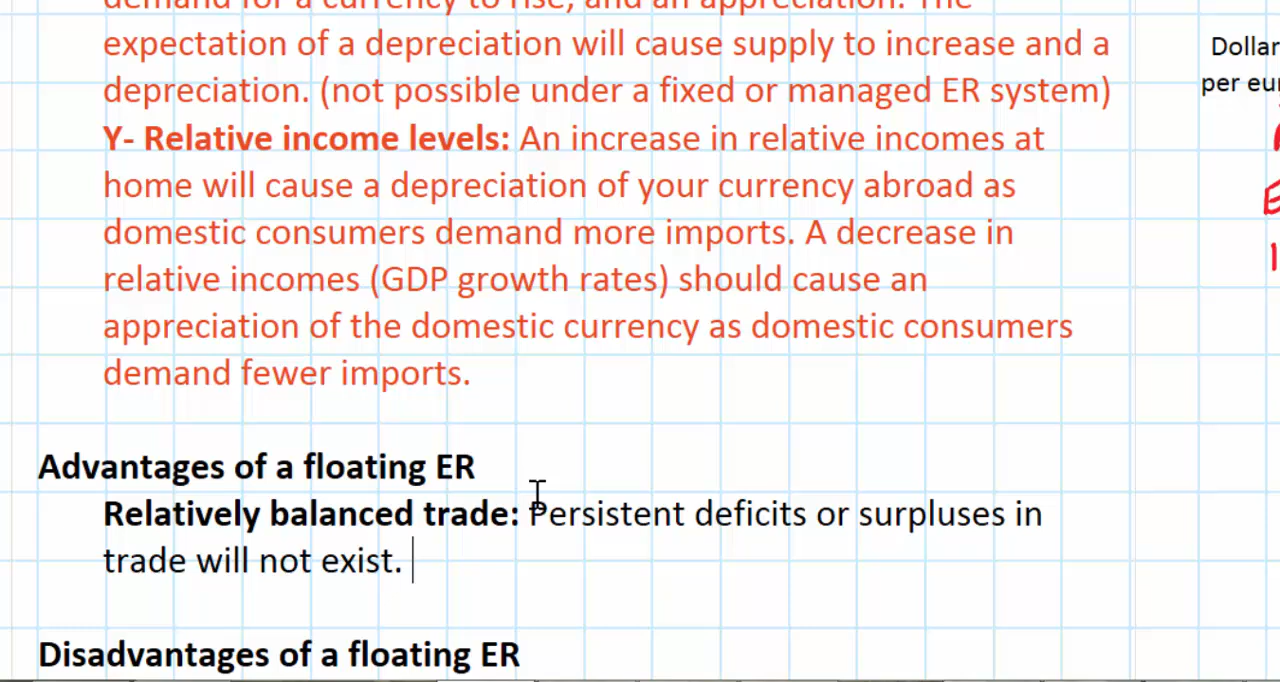 demand for a currency to rise, and an appreciation. The
expectation of a depreciation will cause supply to increase and a
depreciation. (not possible under a fixed or managed ER system)
Y- Relative income levels: An increase in relative incomes at
home will cause a depreciation of your currency abroad as
domestic consumers demand more imports. A decrease in
relative incomes (GDP growth rates) should cause an
appreciation of the domestic currency as domestic consumers
demand fewer imports.
Advantages of a floating ER
Relatively balanced trade: Persistent deficits or surpluses in
trade will not exist.
Disadvantages of a floating ER
Dollar
per eur